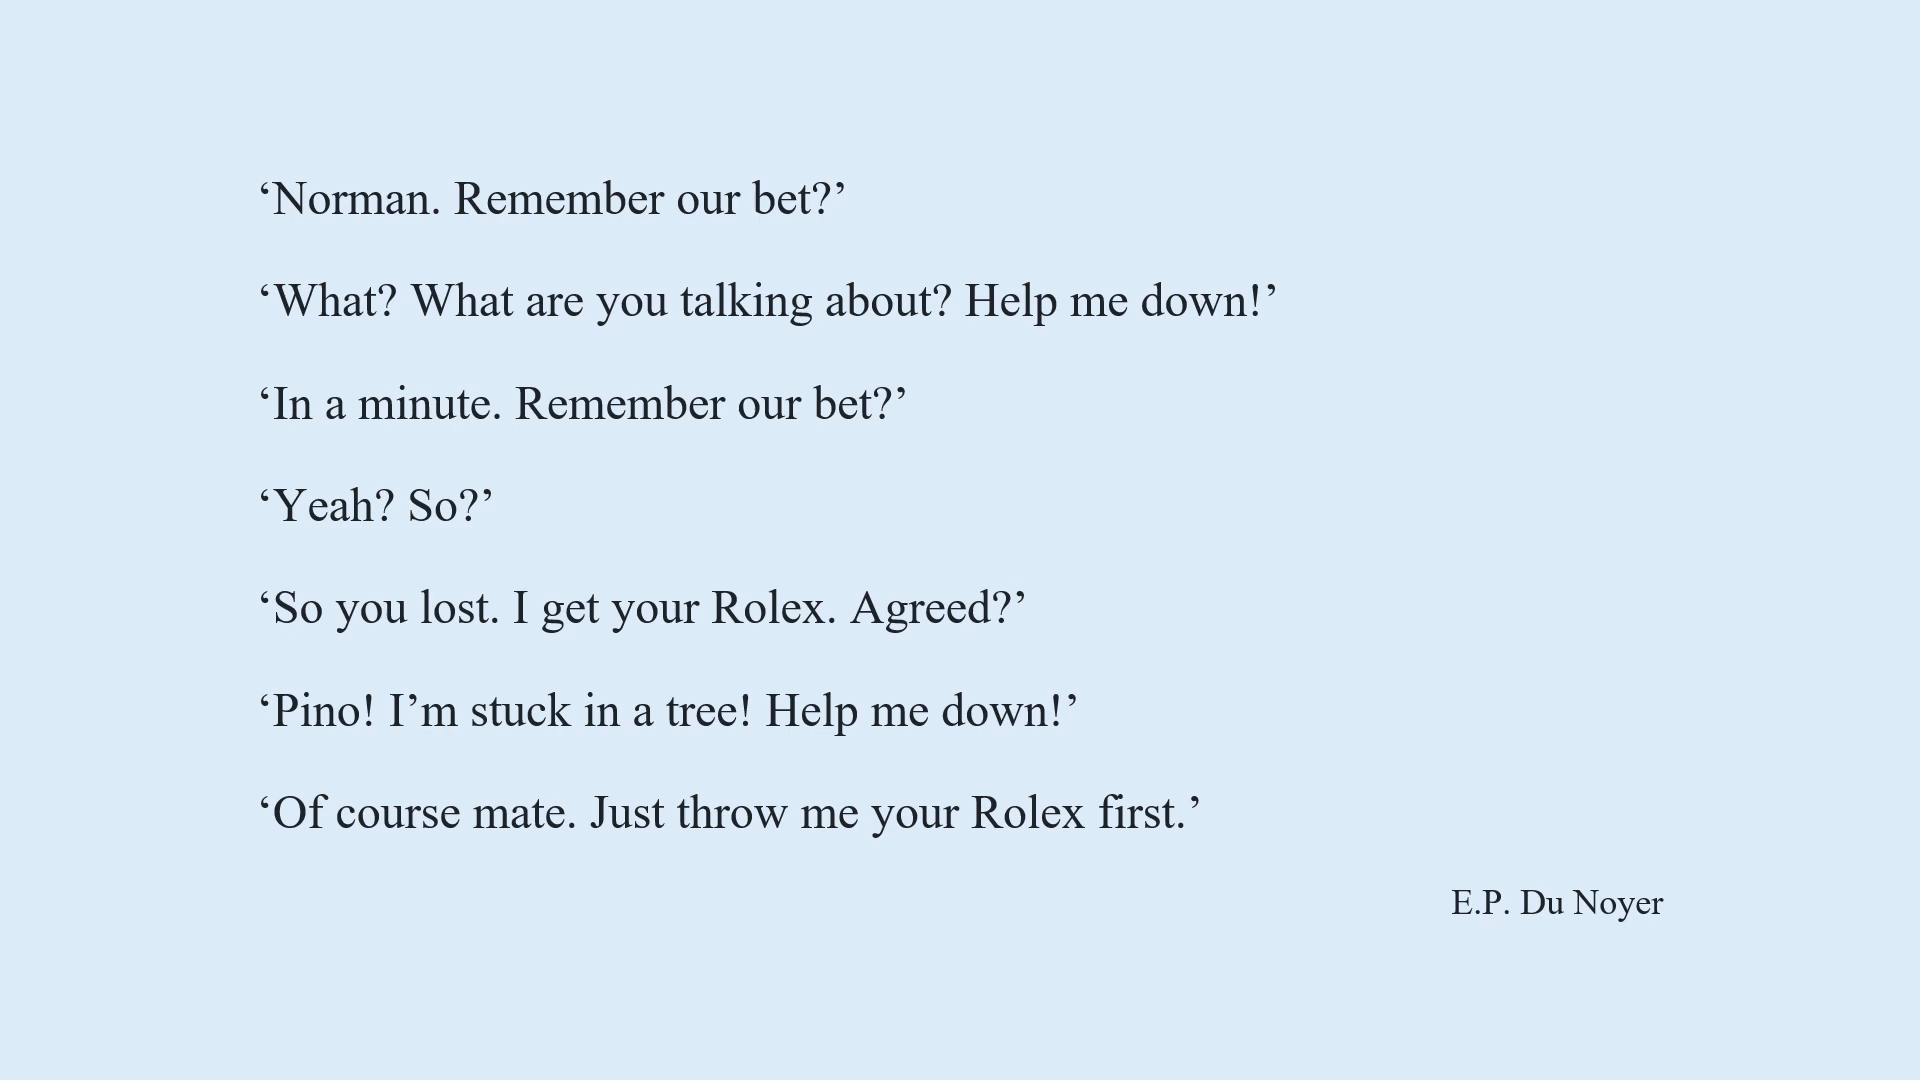 ‘Norman. Remember our bet?’
‘What? What are you talking about? Help me down!’
‘In a minute. Remember our bet?’
‘Yeah? So?’
‘So you lost. I get your Rolex. Agreed?’
‘Pino! I’m stuck in a tree! Help me down!’
‘Of course mate. Just throw me your Rolex first.’
E.P. Du Noyer